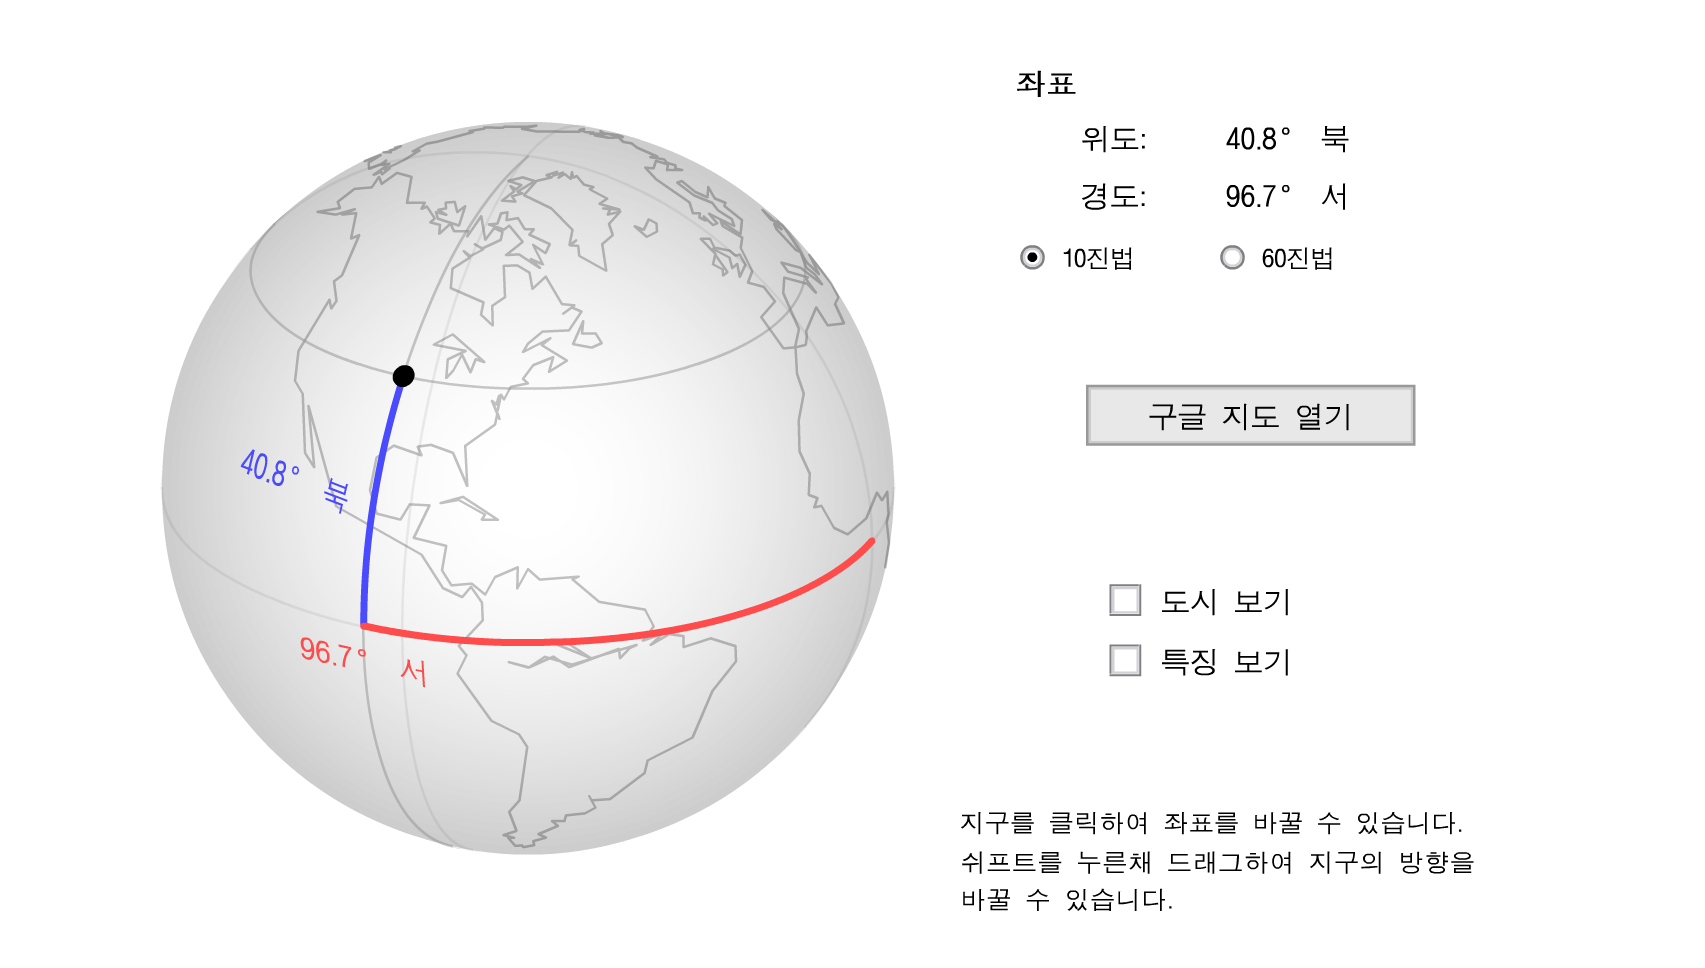 좌표
위도: 40.8° 북
경도: 96.7° 서
10진법 60진법
구글 지도 열기
40.8° 북
도시 보기
96.7° 서
특징 보기
지구를 클릭하여 좌표를 바꿀 수 있습니다.
쉬프트를 누른채 드래그하여 지구의 방향을
바꿀 수 있습니다.